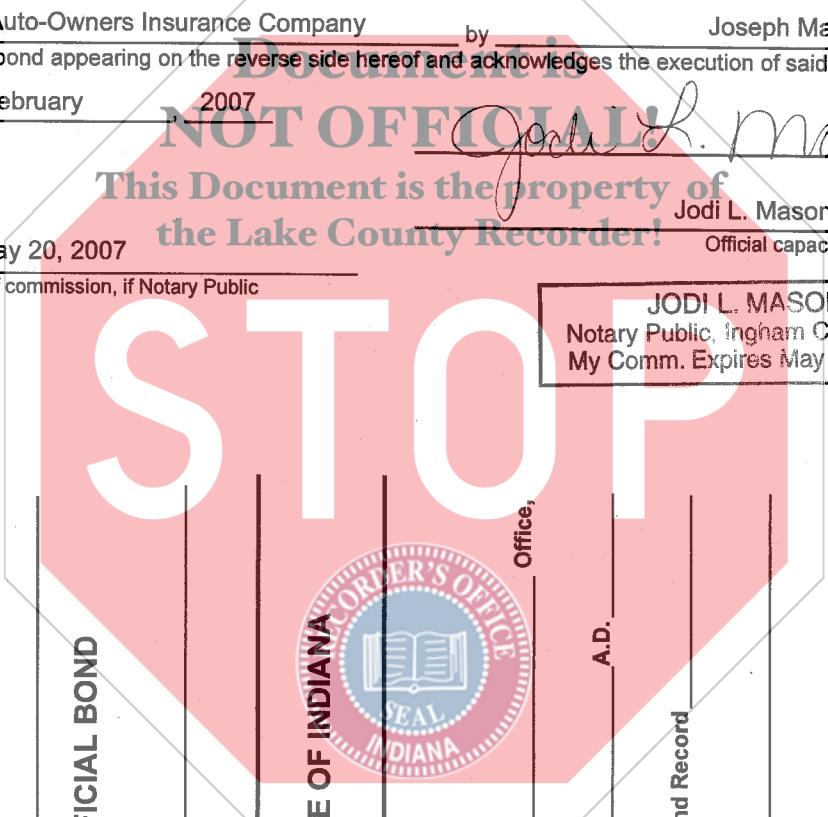 Auto-Owners Insurance Company by Joseph Ma
bond appearing on the reverse side hereof and acknowledges the execution of said
ebruary, 2007
Document is
NOT OFFICIAL!
This Document is the property of
the Lake County Recorder!
Jodi L. Ma
Jodi L. Mason
Official capac
ay 20, 2007
commission, if Notary Public
JODI L. MASO
Notary Public, Ingham C
My Comm. Expires May
STOP
Office,
A.D.
nd Record
FICIAL BOND
E OF INDIANA
RECORDER'S OFFICE
SEAL
INDIANA